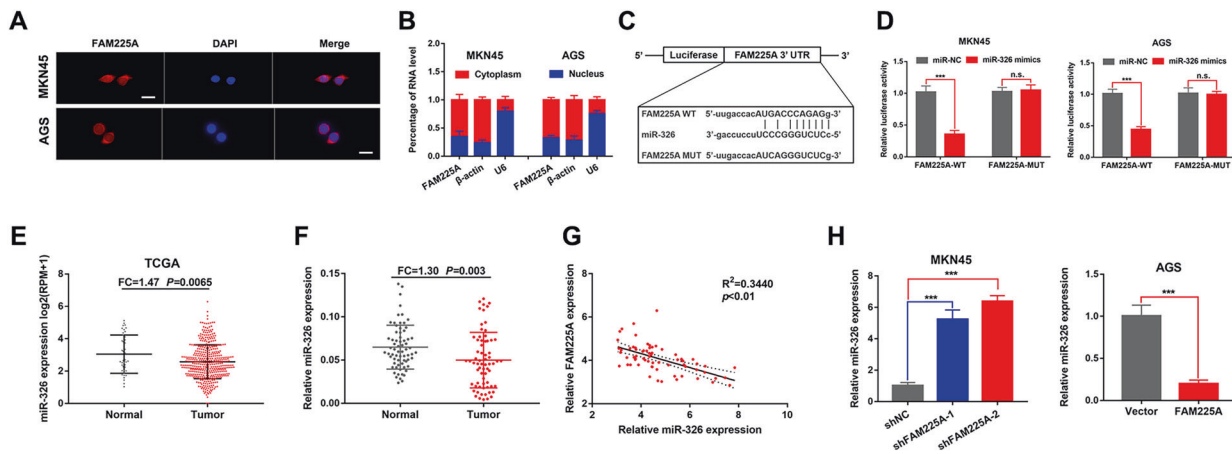 A
FAM225A
DAPI
Merge
MKN45
AGS
B
MKN45
AGS
Cytoplasm
Nucleus
Percentage of RNA level
1.5
1.0
0.5
0.0
FAM225A
β-actin
U6
FAM225A
β-actin
U6
C
5'
Luciferase
FAM225A 3' UTR
3'
FAM225A WT 5'-uugaccacAUGACCCAGAGg-3'
miR-326 3'-gaccuccuUCCCGGGUCUCc-5'
FAM225A MUT 5'-uugaccacAUCAGGGUCUCg-3'
D
MKN45
miR-NC
miR-326 mimics
Relative luciferase activity
1.5
1.0
0.5
0.0
***
n.s.
FAM225A-WT
FAM225A-MUT
AGS
miR-NC
miR-326 mimics
Relative luciferase activity
1.5
1.0
0.5
0.0
***
n.s.
FAM225A-WT
FAM225A-MUT
E
TCGA
FC=1.47 P=0.0065
miR-326 expression log2(RPM+1)
8
6
4
2
0
Normal
Tumor
F
FC=1.30 P=0.003
Relative miR-326 expression
0.15
0.10
0.05
0.00
Normal
Tumor
G
R2=0.3440
p<0.01
Relative FAM225A expression
8
6
4
2
0
2
4
6
8
10
Relative miR-326 expression
H
MKN45
Relative miR-326 expression
8
6
4
2
0
***
***
shNC
shFAM225A-1
shFAM225A-2
AGS
Relative miR-326 expression
1.5
1.0
0.5
0.0
***
Vector
FAM225A